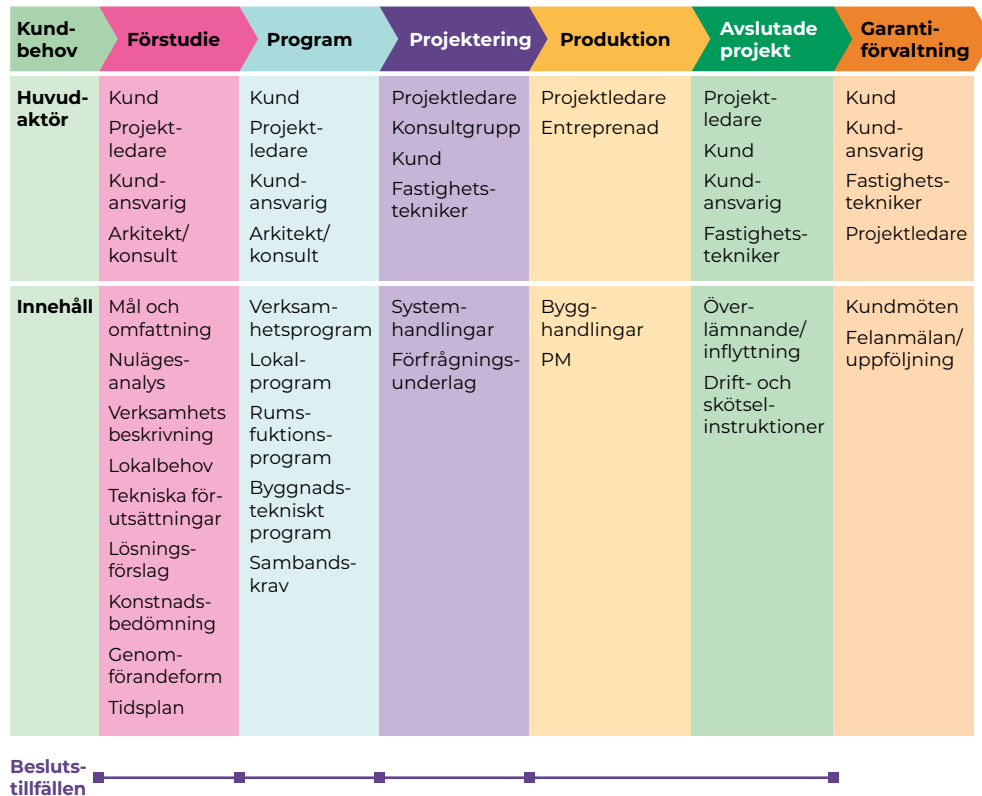 Kund-
behov
Förstudie
Program
Projektering
Produktion
Avslutade
projekt
Garanti-
förvaltning
Huvud-
aktör
Kund
Projekt-
ledare
Kund-
ansvarig
Arkitekt/
konsult
Kund
Projekt-
ledare
Kund-
ansvarig
Arkitekt/
konsult
Projektledare
Konsultgrupp
Kund
Fastighets-
tekniker
Projektledare
Entreprenad
Projekt-
ledare
Kund
Kund-
ansvarig
Fastighets-
tekniker
Kund
Kund-
ansvarig
Fastighets-
tekniker
Projektledare
Innehåll
Mål och
omfattning
Nuläges-
analys
Verksamhets
beskrivning
Lokalbehov
Tekniska för-
utsättningar
Lösnings-
förslag
Konstnads-
bedömning
Genom-
förandeform
Tidsplan
Verksam-
hetsprogram
Lokal-
program
Rums-
fuktions-
program
Byggnads-
tekniskt
program
Sambands-
krav
System-
handlingar
Förfrågnings-
underlag
Bygg-
handlingar
PM
Över-
lämnande/
inflyttning
Drift- och
skötsel-
instruktioner
Kundmöten
Felanmälan/
uppföljning
Besluts-
tillfällen